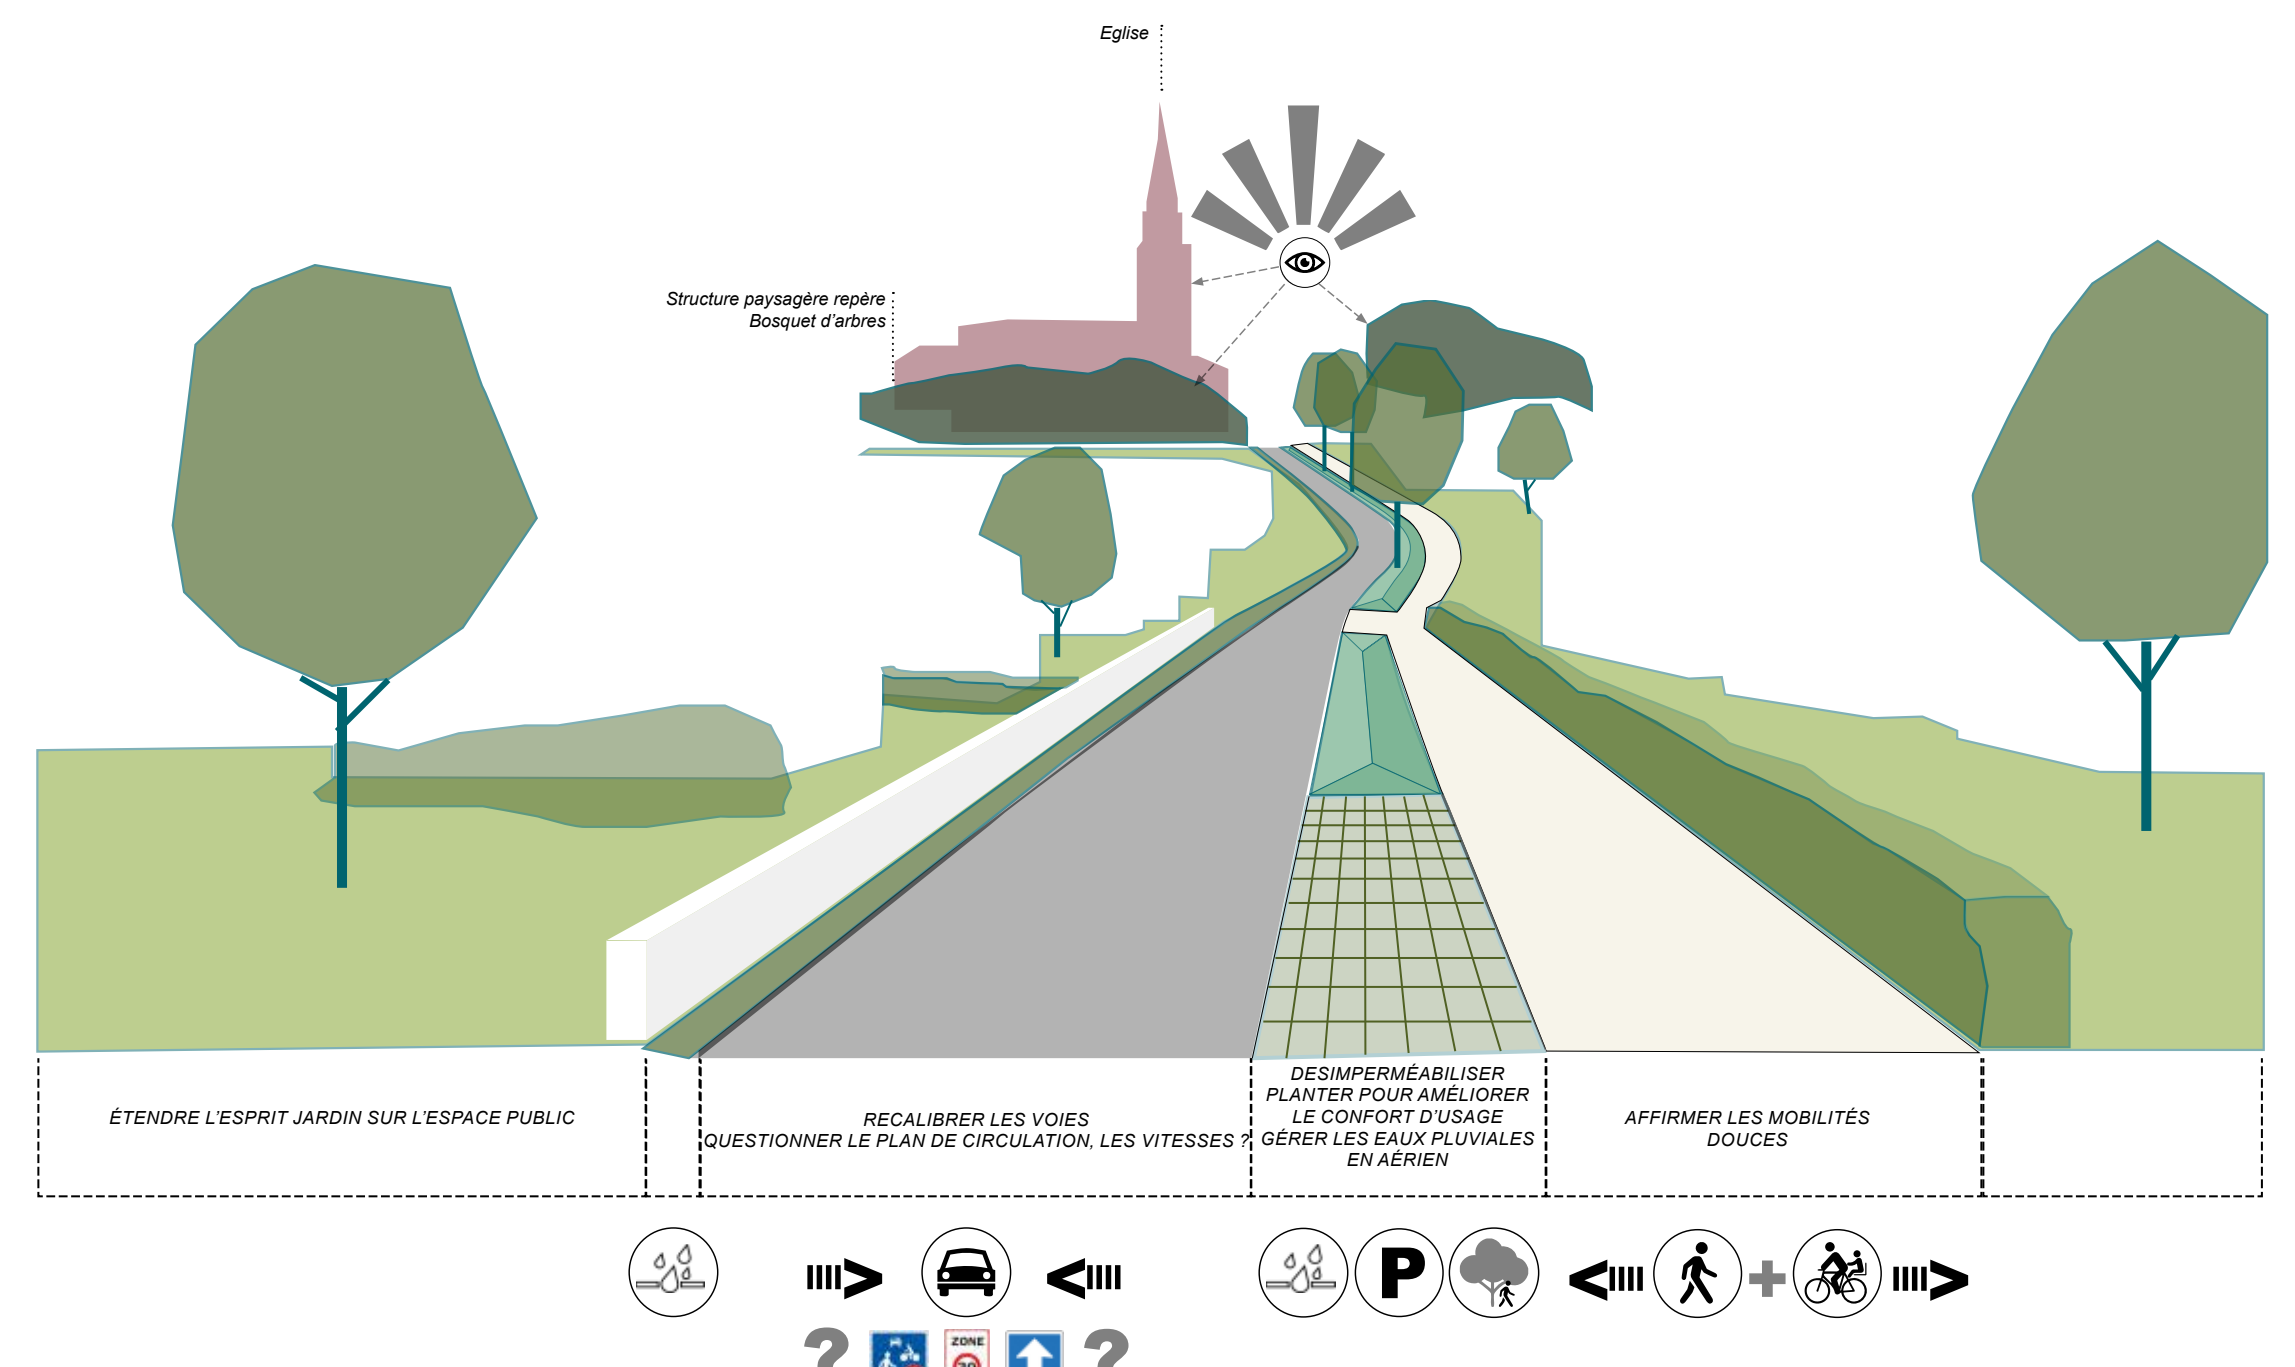 Eglise
Structure paysagère repère
Bosquet d'arbres
ÉTENDRE L'ESPRIT JARDIN SUR L'ESPACE PUBLIC
RECALIBRER LES VOIES
QUESTIONNER LE PLAN DE CIRCULATION, LES VITESSES ?
DESIMPERMÉABILISER
PLANTER POUR AMÉLIORER
LE CONFORT D'USAGE
GÉRER LES EAUX PLUVIALES
EN AÉRIEN
AFFIRMER LES MOBILITÉS
DOUCES
P
?
ZONE
30
?